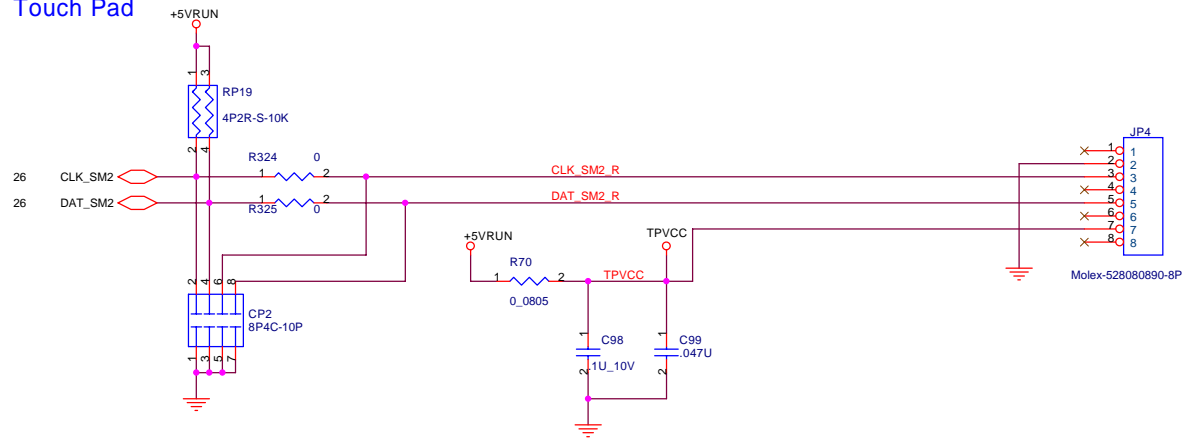 Touch Pad
+5VRUN
1
3
RP19
4P2R-S-10K
2
4
JP4
R324 0
1 2
26 CLK_SM2
CLK_SM2_R
1 2
26 DAT_SM2
DAT_SM2_R
R325 0
1 1
2 2
3 3
4 4
5 5
6 6
7 7
8 8
Molex-528080890-8P
+5VRUN
TPVCC
R70
1 2
TPVCC
0_0805
2 4 6 8
CP2
8P4C-10P
1 3 5 7
1
C98
.1U_10V
2
1
C99
.047U
2